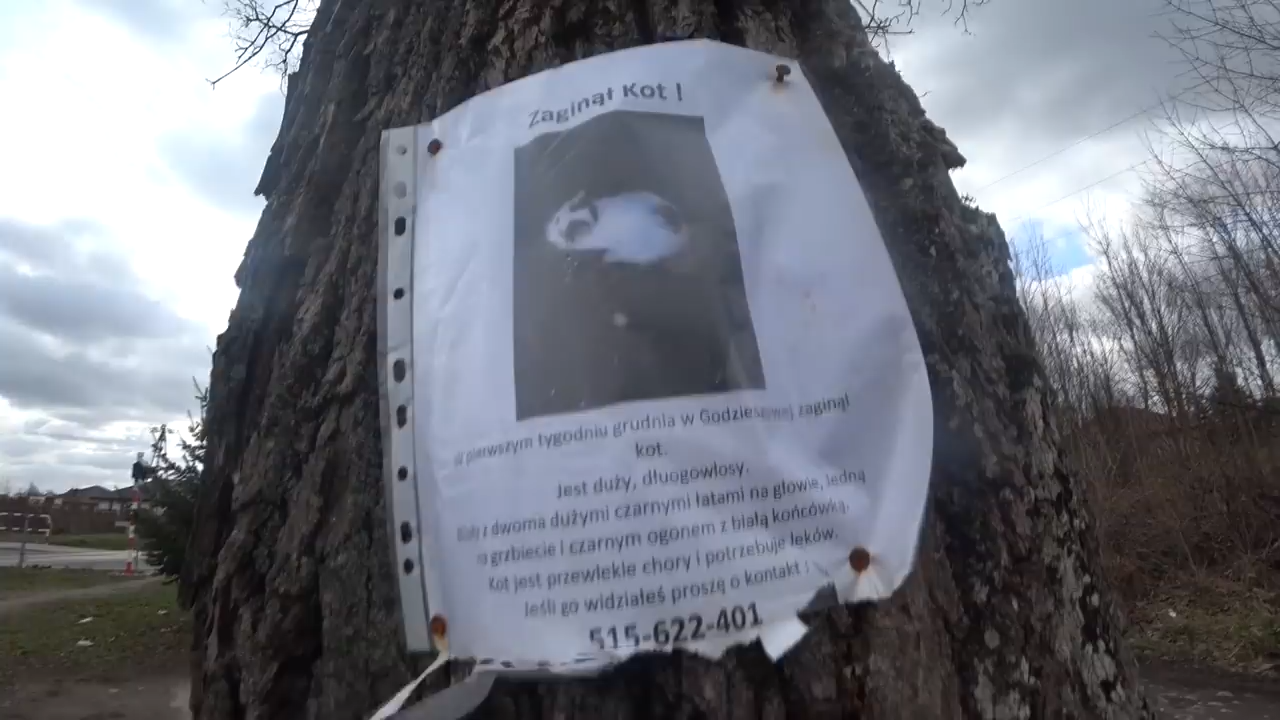 Zaginął Kot !
W pierwszym tygodniu grudnia w Godzieszowej zaginął
kot.
Jest duży, długowłosy.
Biały z dwoma dużymi czarnymi łatami na głowie, jedną
na grzbiecie i czarnym ogonem z białą końcówką.
Kot jest przewlekle chory i potrzebuje leków.
Jeśli go widziałeś proszę o kontakt !
515-622-401